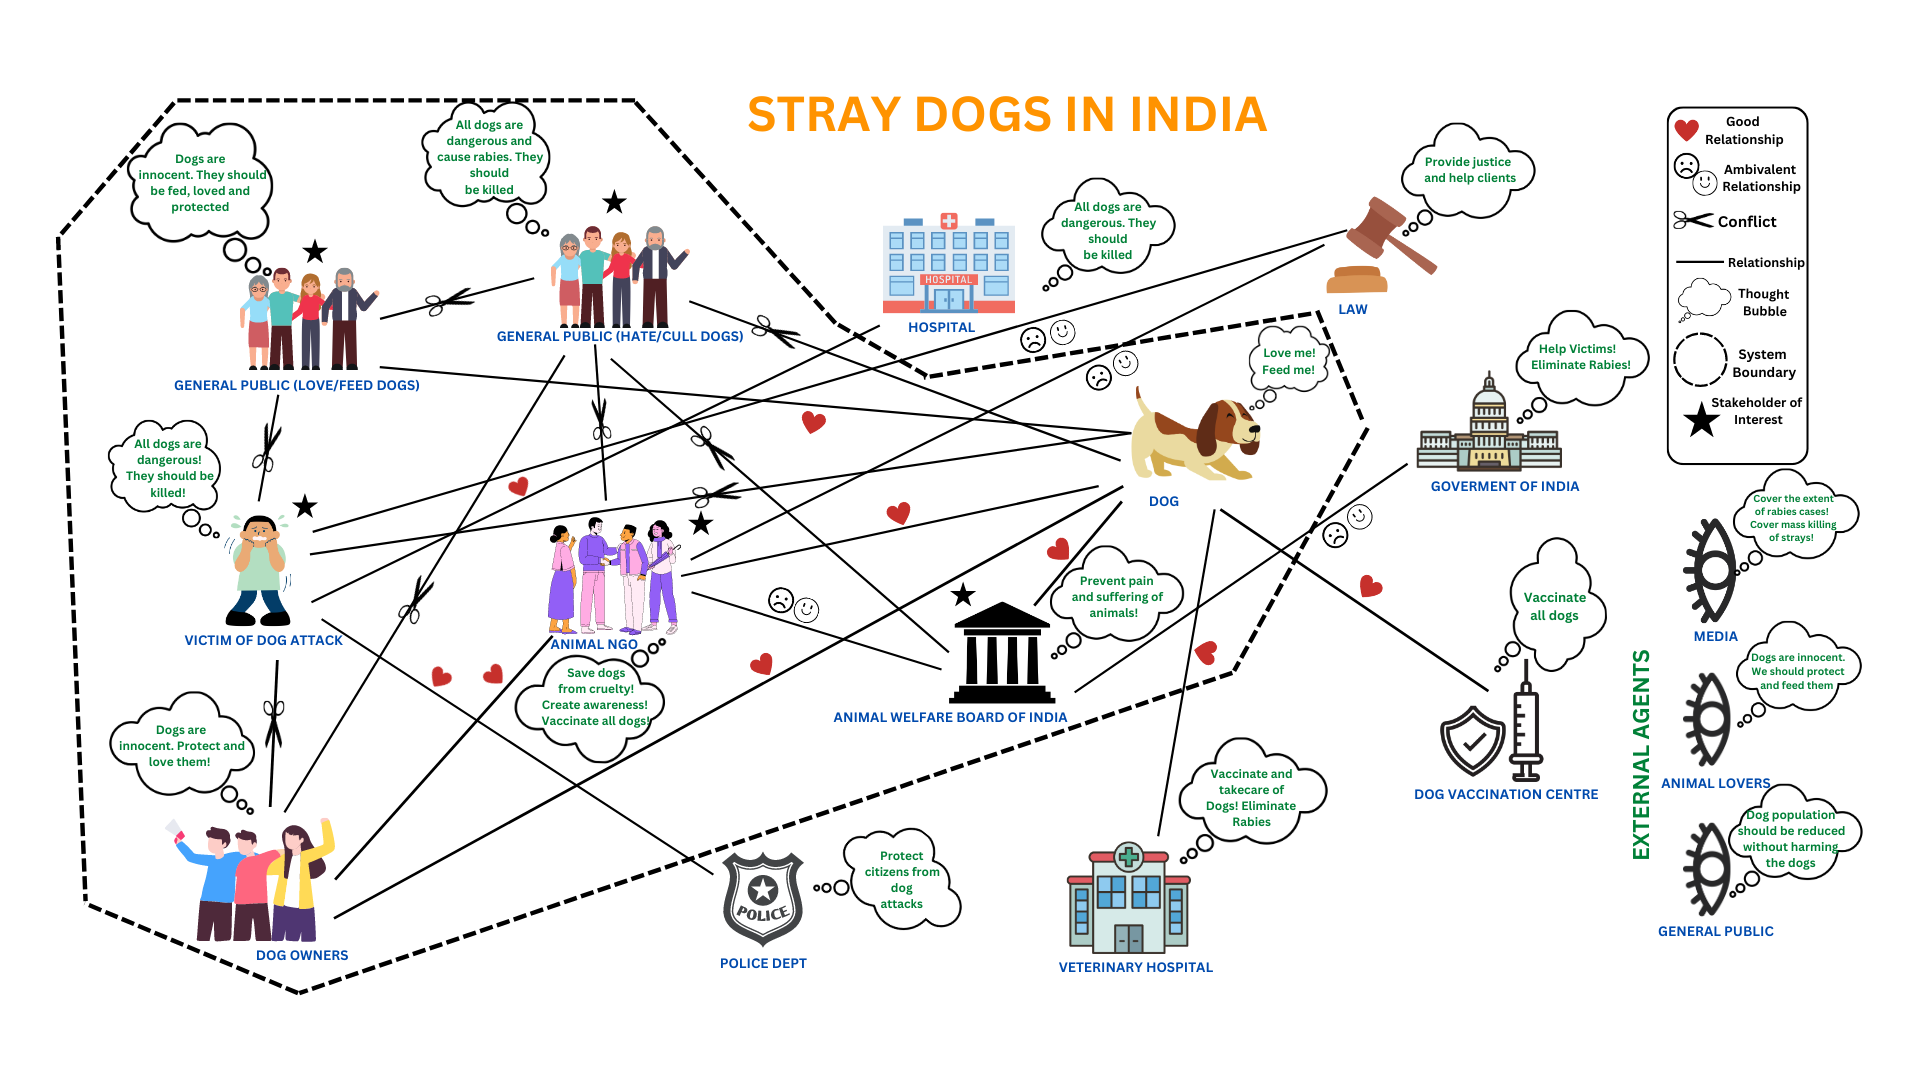 STRAY DOGS IN INDIA
Dogs are
innocent. They should
be fed, loved and
protected
GENERAL PUBLIC (LOVE/FEED DOGS)
All dogs are
dangerous and
cause rabies. They
should
be killed
GENERAL PUBLIC (HATE/CULL DOGS)
HOSPITAL
HOSPITAL
All dogs are
dangerous. They
should
be killed
Provide justice
and help clients
LAW
Love me!
Feed me!
DOG
Help Victims!
Eliminate Rabies!
GOVERMENT OF INDIA
All dogs are
dangerous!
They should be
killed!
VICTIM OF DOG ATTACK
ANIMAL NGO
Save dogs
from cruelty!
Create awareness!
Vaccinate all dogs!
Prevent pain
and suffering of
animals!
ANIMAL WELFARE BOARD OF INDIA
Vaccinate
all dogs
DOG VACCINATION CENTRE
Dogs are
innocent. Protect and
love them!
DOG OWNERS
POLICE
Protect
citizens from
dog
attacks
POLICE DEPT
Vaccinate and
takecare of
Dogs! Eliminate
Rabies
VETERINARY HOSPITAL
Good
Relationship
Ambivalent
Relationship
Conflict
Relationship
Thought
Bubble
System
Boundary
Stakeholder of
Interest
EXTERNAL AGENTS
Cover the extent
of rabies cases!
Cover mass killing
of strays!
MEDIA
Dogs are innocent.
We should protect
and feed them
ANIMAL LOVERS
Dog population
should be reduced
without harming
the dogs
GENERAL PUBLIC